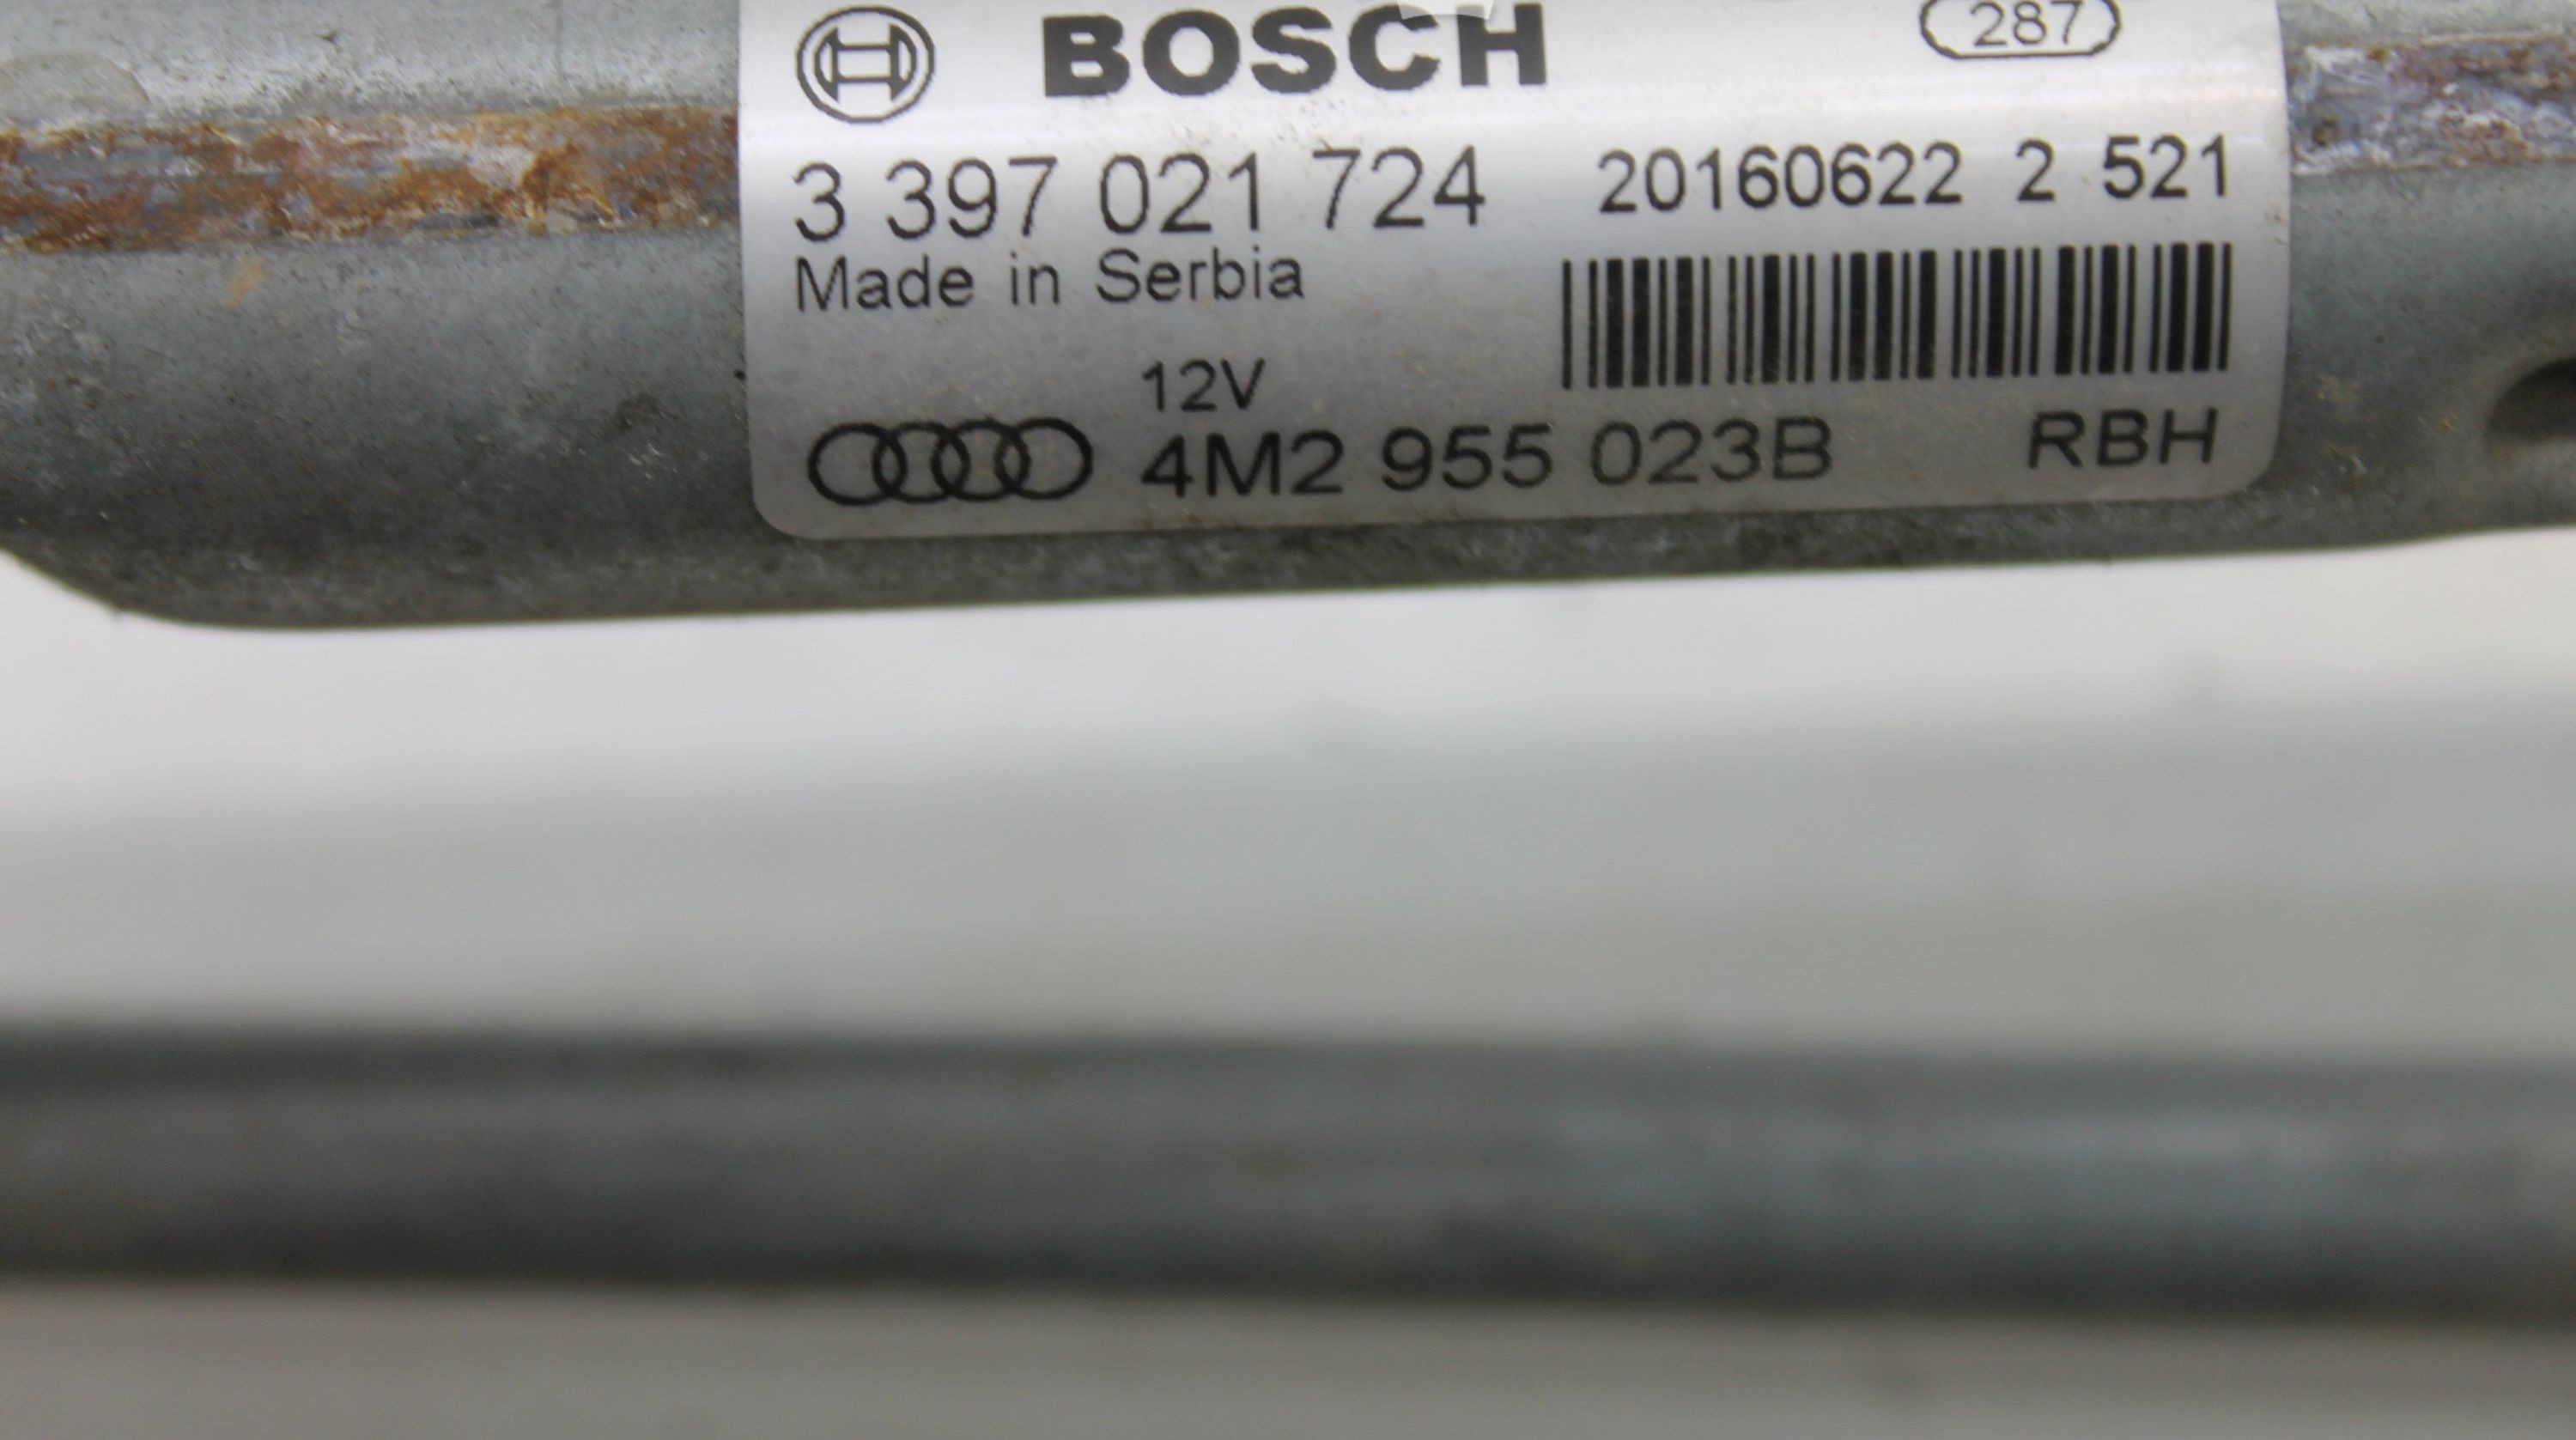 BOSCH 287
3 397 021 724 20160622 2 521
Made in Serbia
12V
4M2 955 023B RBH